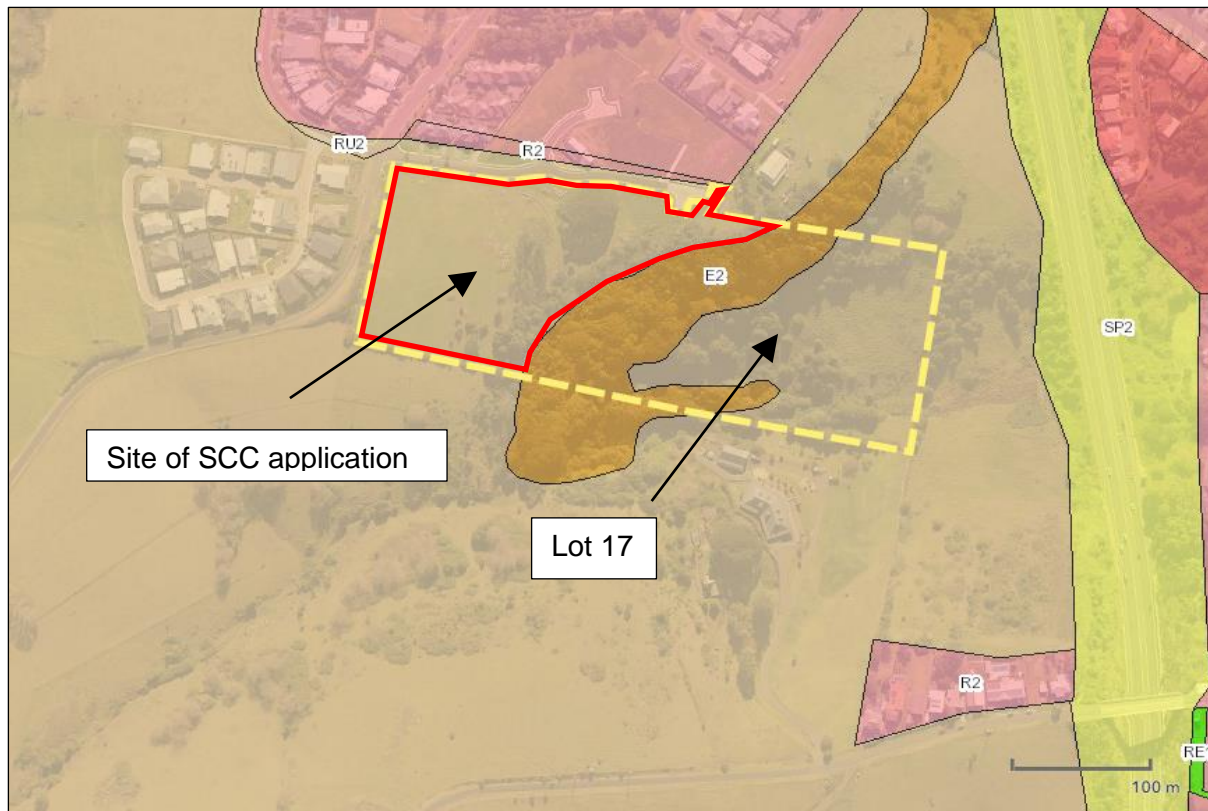 RU2
R2
E2
SP2
Site of SCC application
Lot 17
R2
RE1
100 m